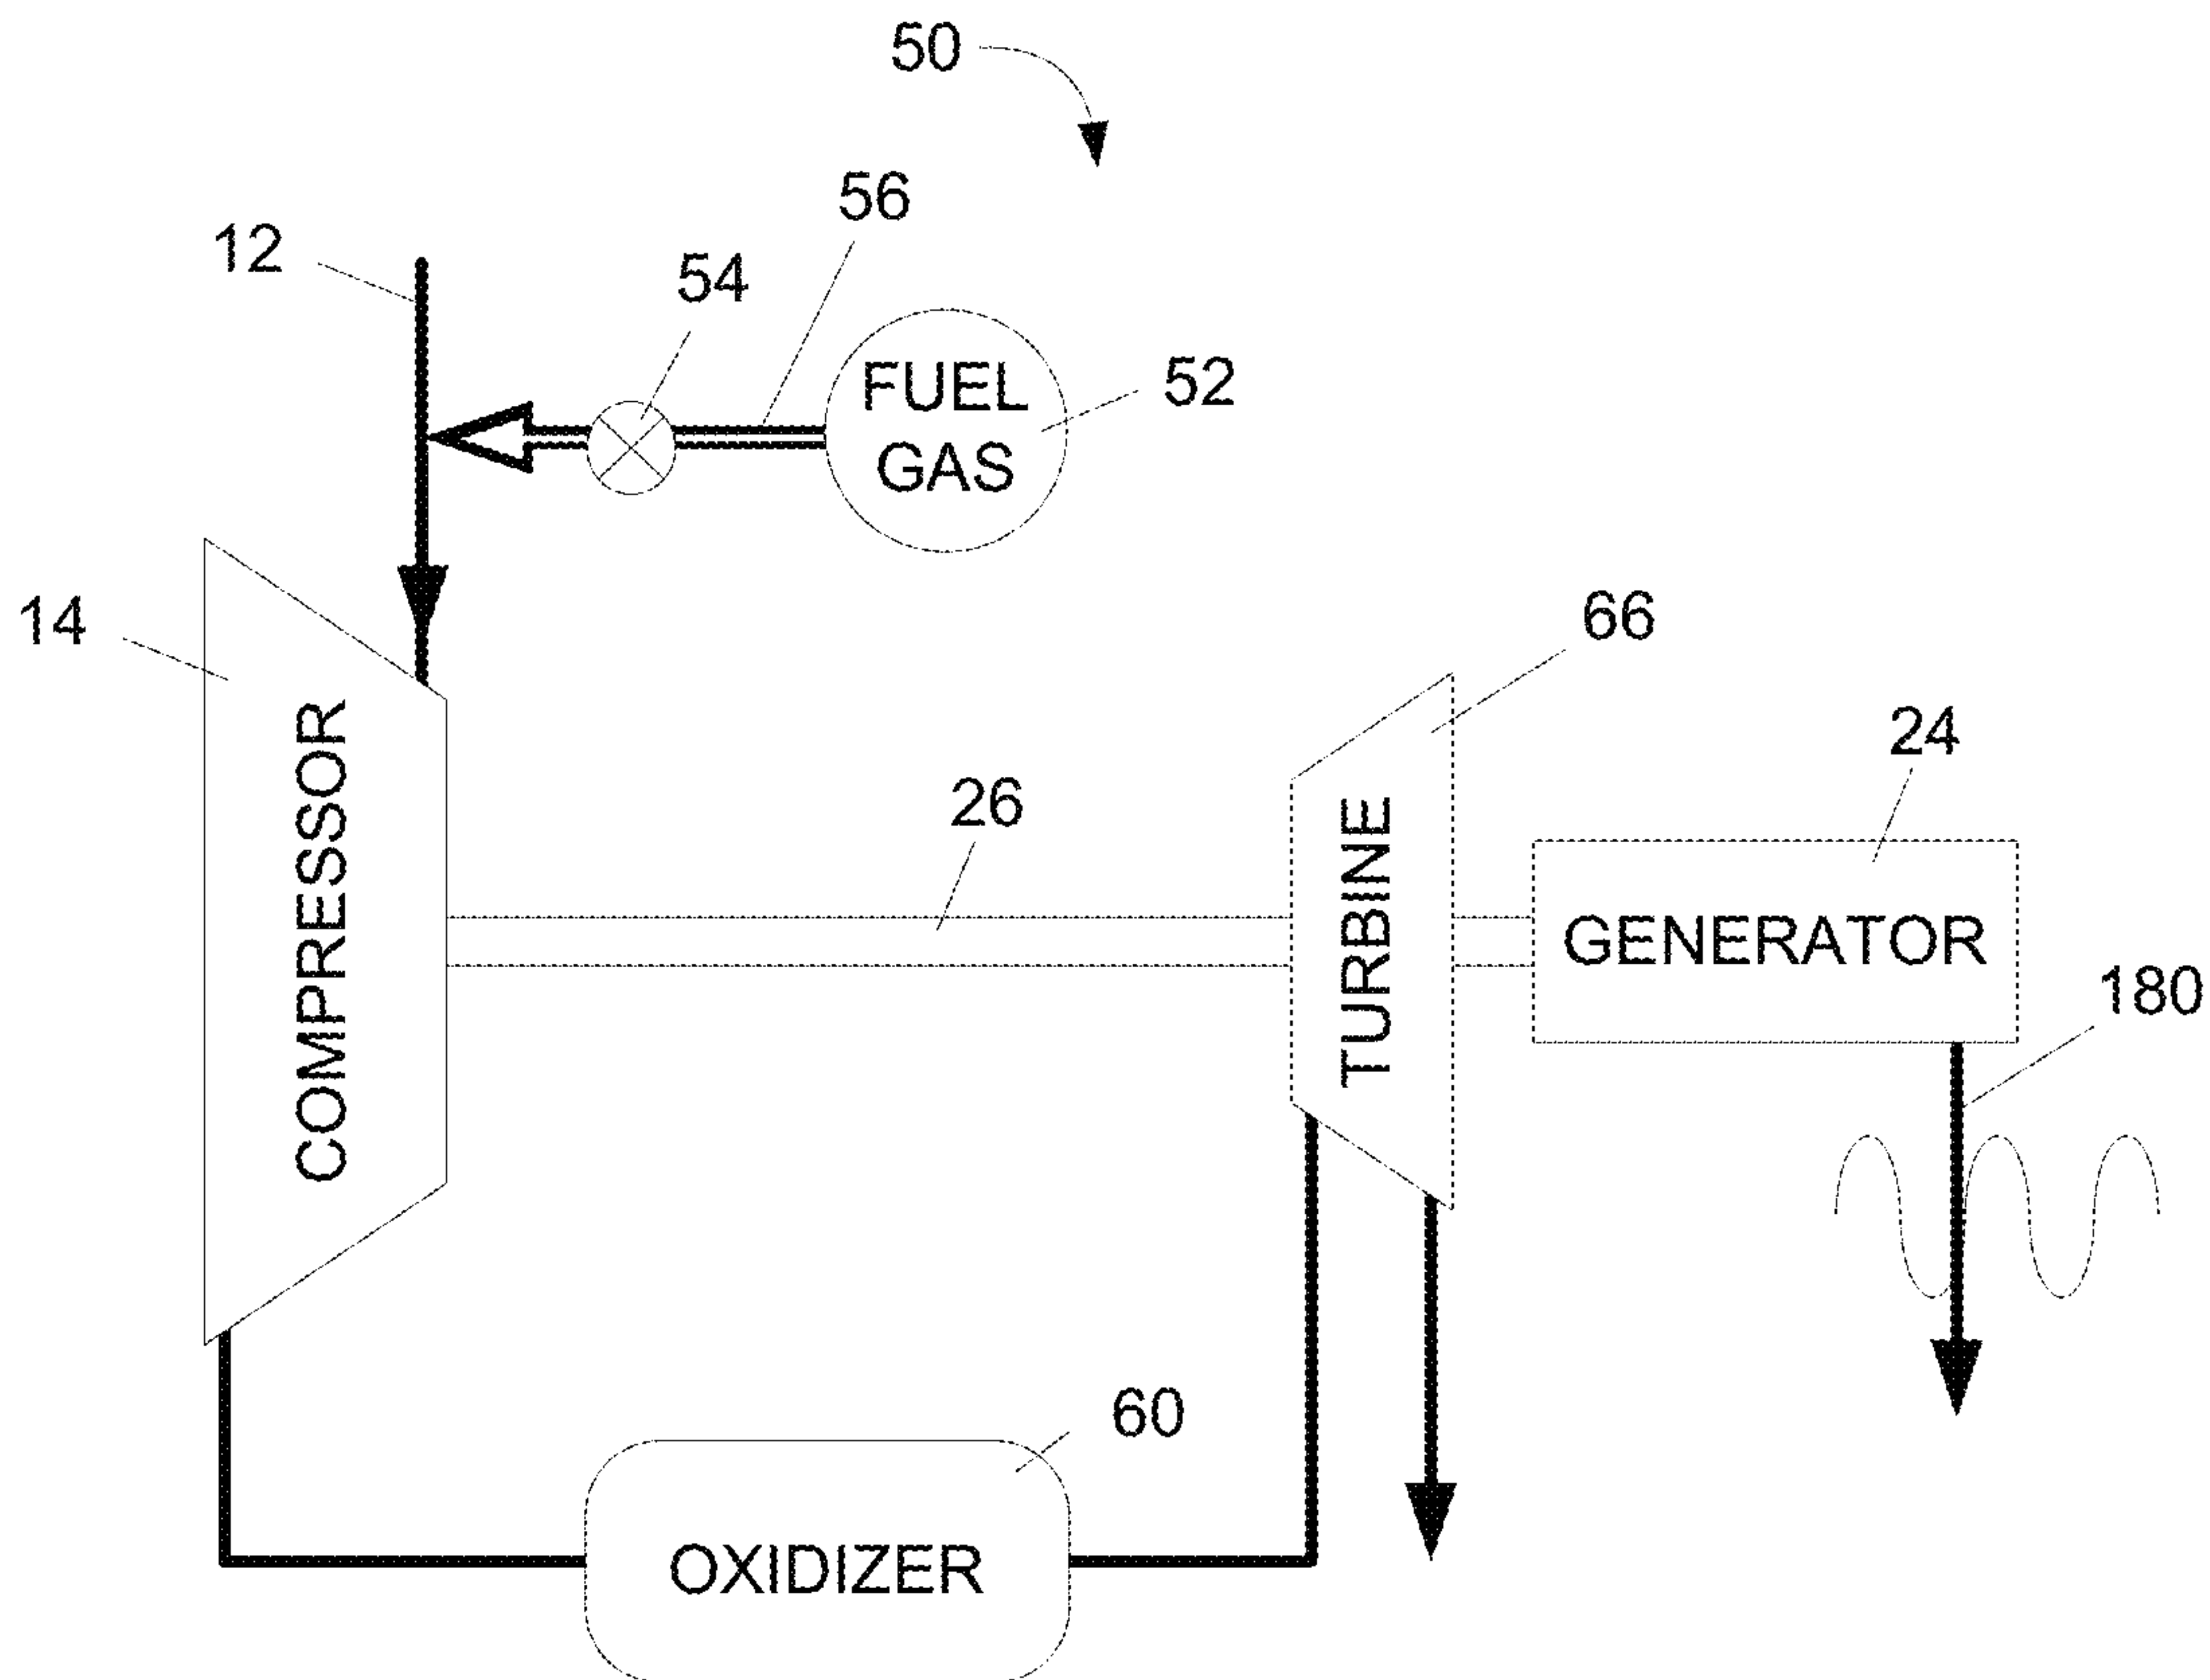 50
56
12
54
FUEL
GAS
52
14
66
COMPRESSOR
24
26
TURBINE
GENERATOR
180
60
OXIDIZER